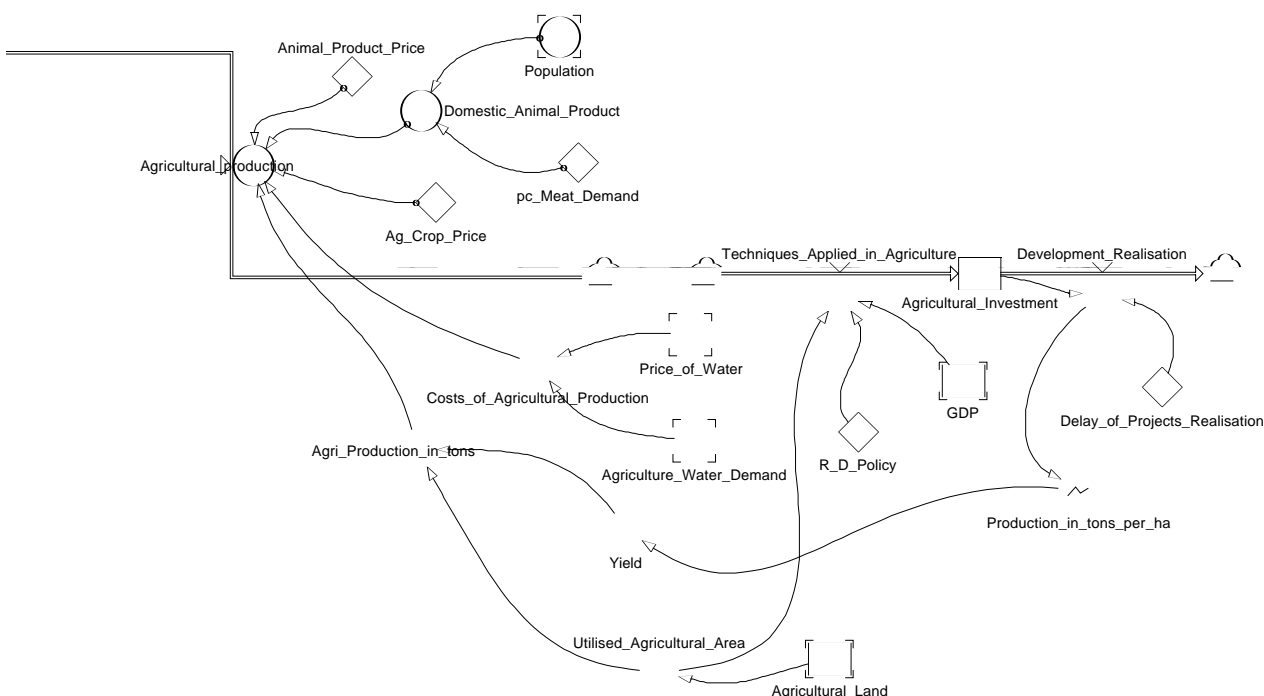 Animal_Product_Price
Population
Domestic_Animal_Product
Agricultural_production
pc_Meat_Demand
Ag_Crop_Price
Techniques_Applied_in_Agriculture
Development_Realisation
Agricultural_Investment
Price_of_Water
Costs_of_Agricultural_Production
GDP
Delay_of_Projects_Realisation
Agri_Production_in_tons
R_D_Policy
Agriculture_Water_Demand
Production_in_tons_per_ha
Yield
Utilised_Agricultural_Area
Agricultural_Land